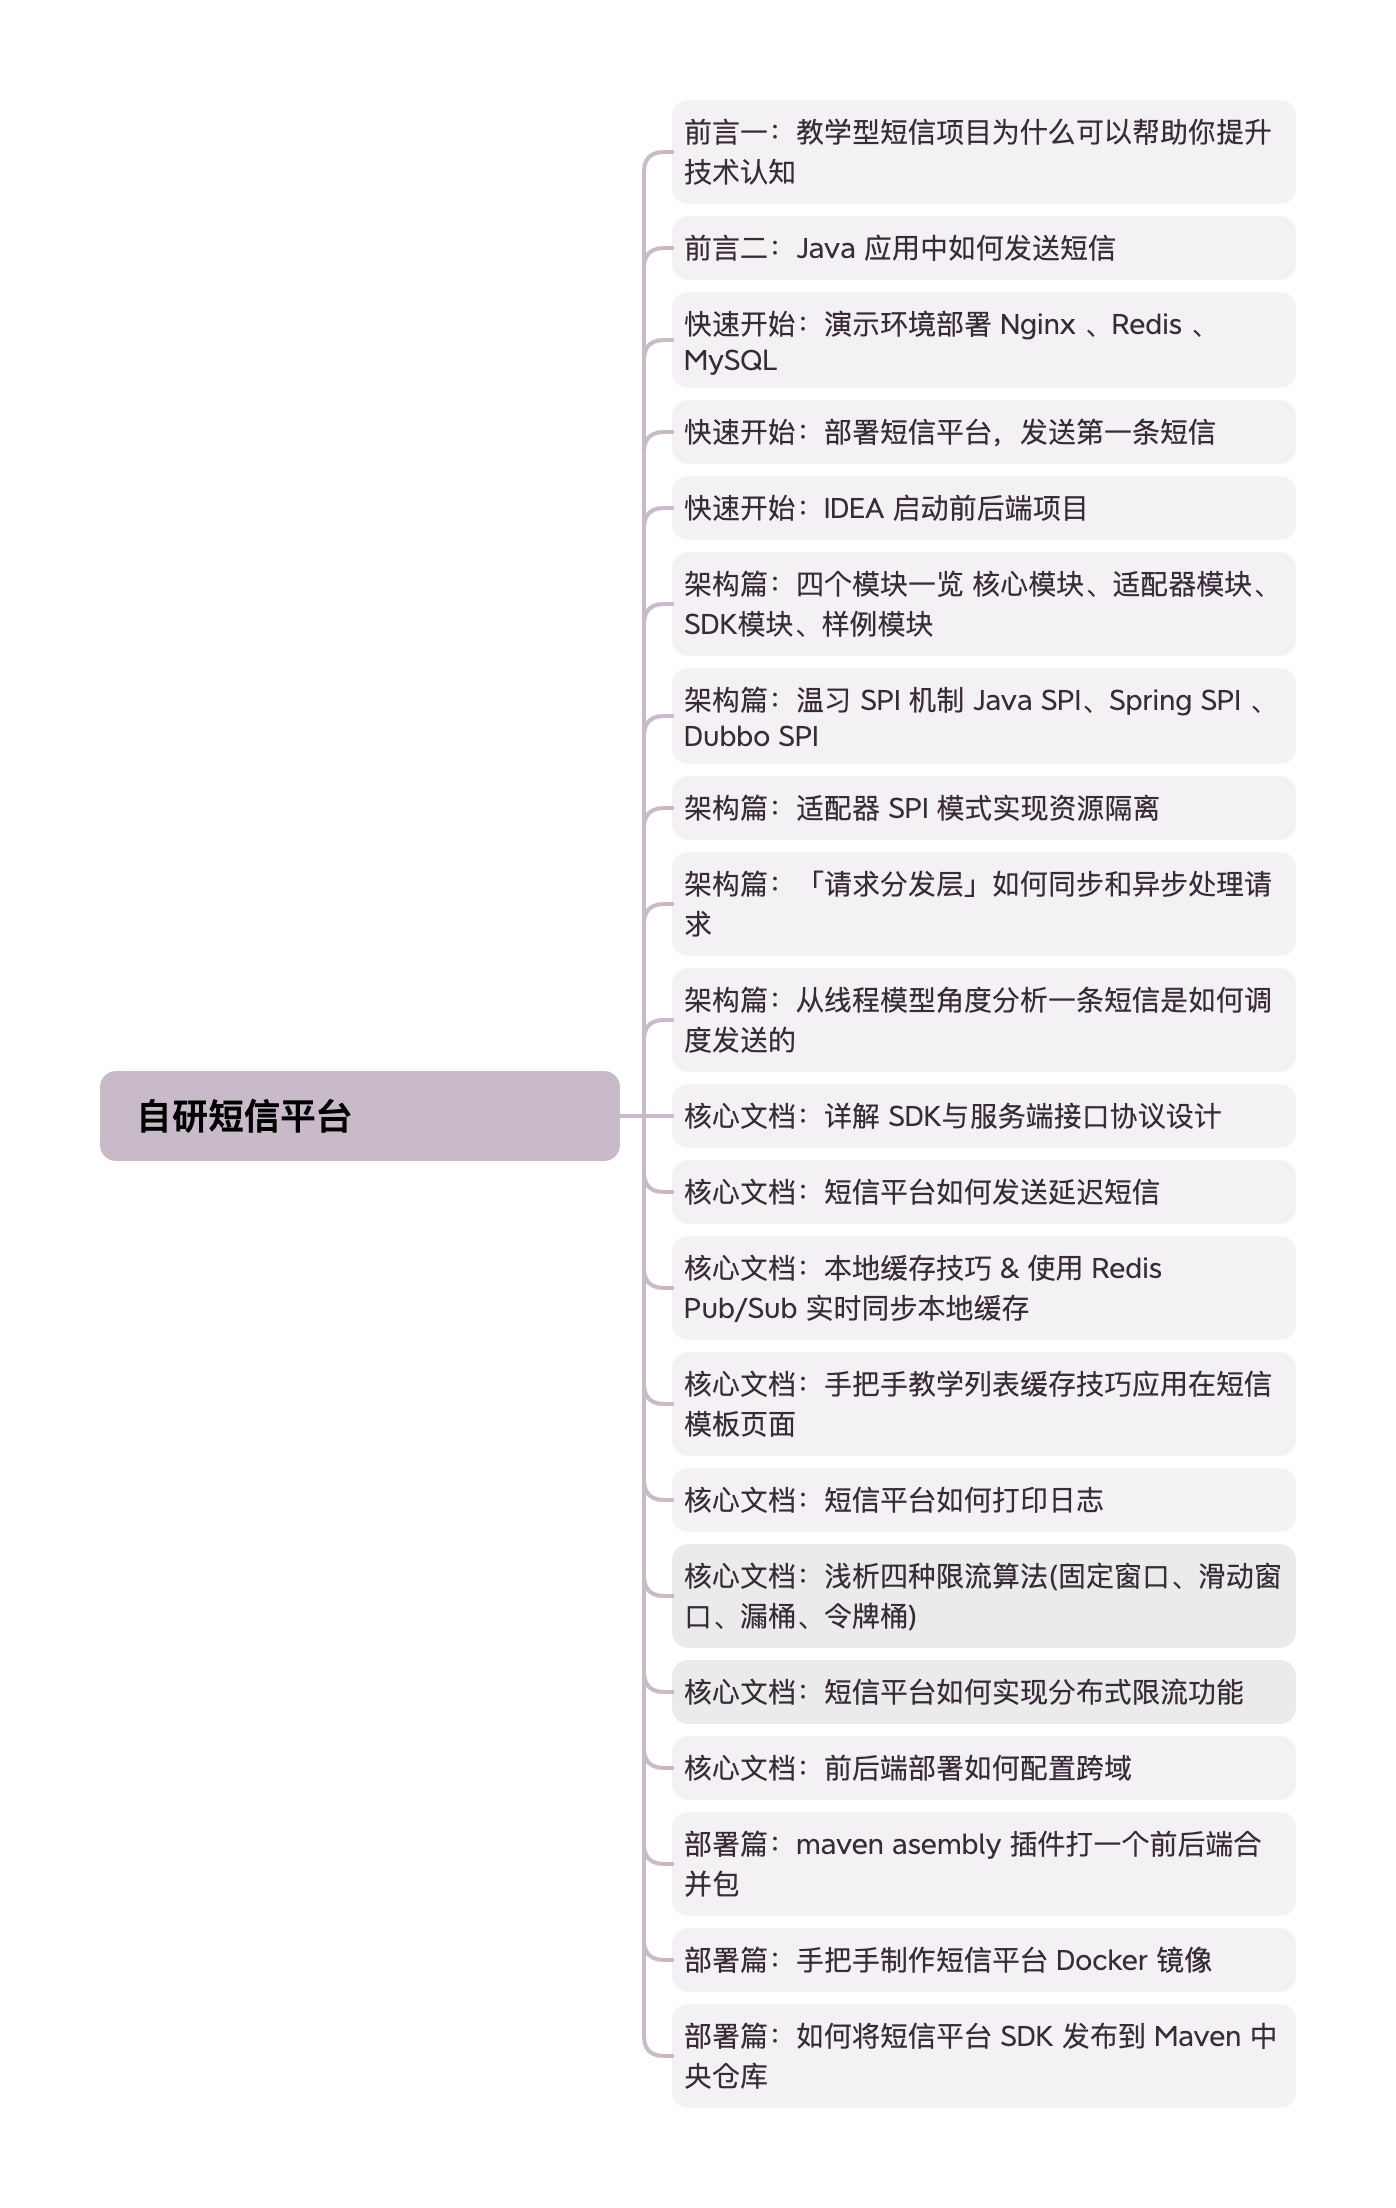 前言一：教学型短信项目为什么可以帮助你提升
技术认知
前言二：Java 应用中如何发送短信
快速开始：演示环境部署 Nginx 、Redis 、
MySQL
快速开始：部署短信平台，发送第一条短信
快速开始：IDEA 启动前后端项目
架构篇：四个模块一览 核心模块、适配器模块、
SDK模块、样例模块
架构篇：温习 SPI 机制 Java SPI、Spring SPI 、
Dubbo SPI
架构篇：适配器 SPI 模式实现资源隔离
架构篇：「请求分发层」如何同步和异步处理请
求
架构篇：从线程模型角度分析一条短信是如何调
度发送的
自研短信平台
核心文档：详解 SDK与服务端接口协议设计
核心文档：短信平台如何发送延迟短信
核心文档：本地缓存技巧 & 使用 Redis
Pub/Sub 实时同步本地缓存
核心文档：手把手教学列表缓存技巧应用在短信
模板页面
核心文档：短信平台如何打印日志
核心文档：浅析四种限流算法(固定窗口、滑动窗
口、漏桶、令牌桶)
核心文档：短信平台如何实现分布式限流功能
核心文档：前后端部署如何配置跨域
部署篇：maven asembly 插件打一个前后端合
并包
部署篇：手把手制作短信平台 Docker 镜像
部署篇：如何将短信平台 SDK 发布到 Maven 中
央仓库